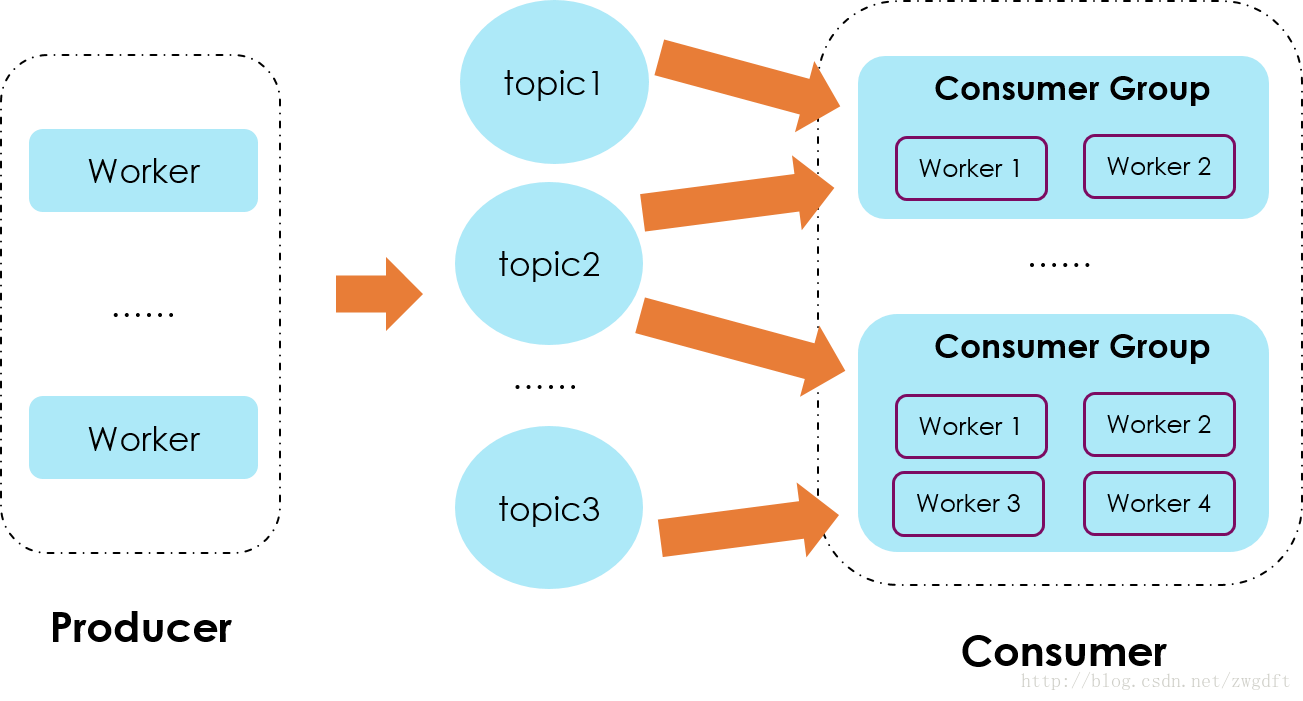 Worker
......
Worker
Producer
topic1
topic2
......
topic3
Consumer Group
Worker 1
Worker 2
......
Consumer Group
Worker 1
Worker 2
Worker 3
Worker 4
Consumer
http://blog.csdn.net/zwgdft